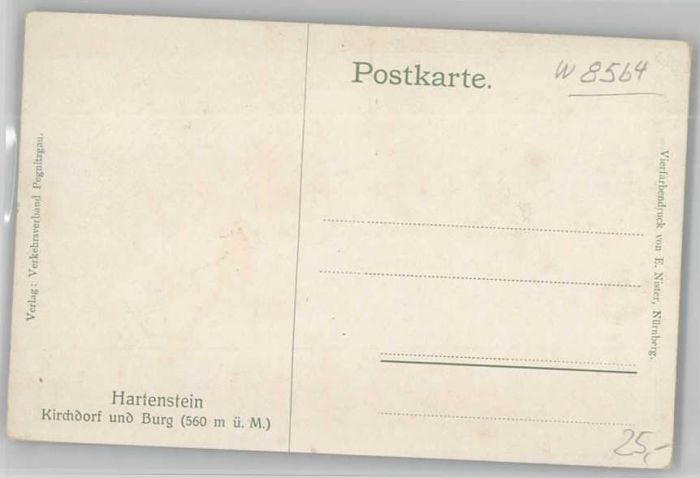 Postkarte.
W 8564
Verlag: Verkehrsverband Pegnitzgau.
Vierfarbendruck von E. Nister, Nürnberg.
Hartenstein
Kirchdorf und Burg (560 m ü. M.)
25,-